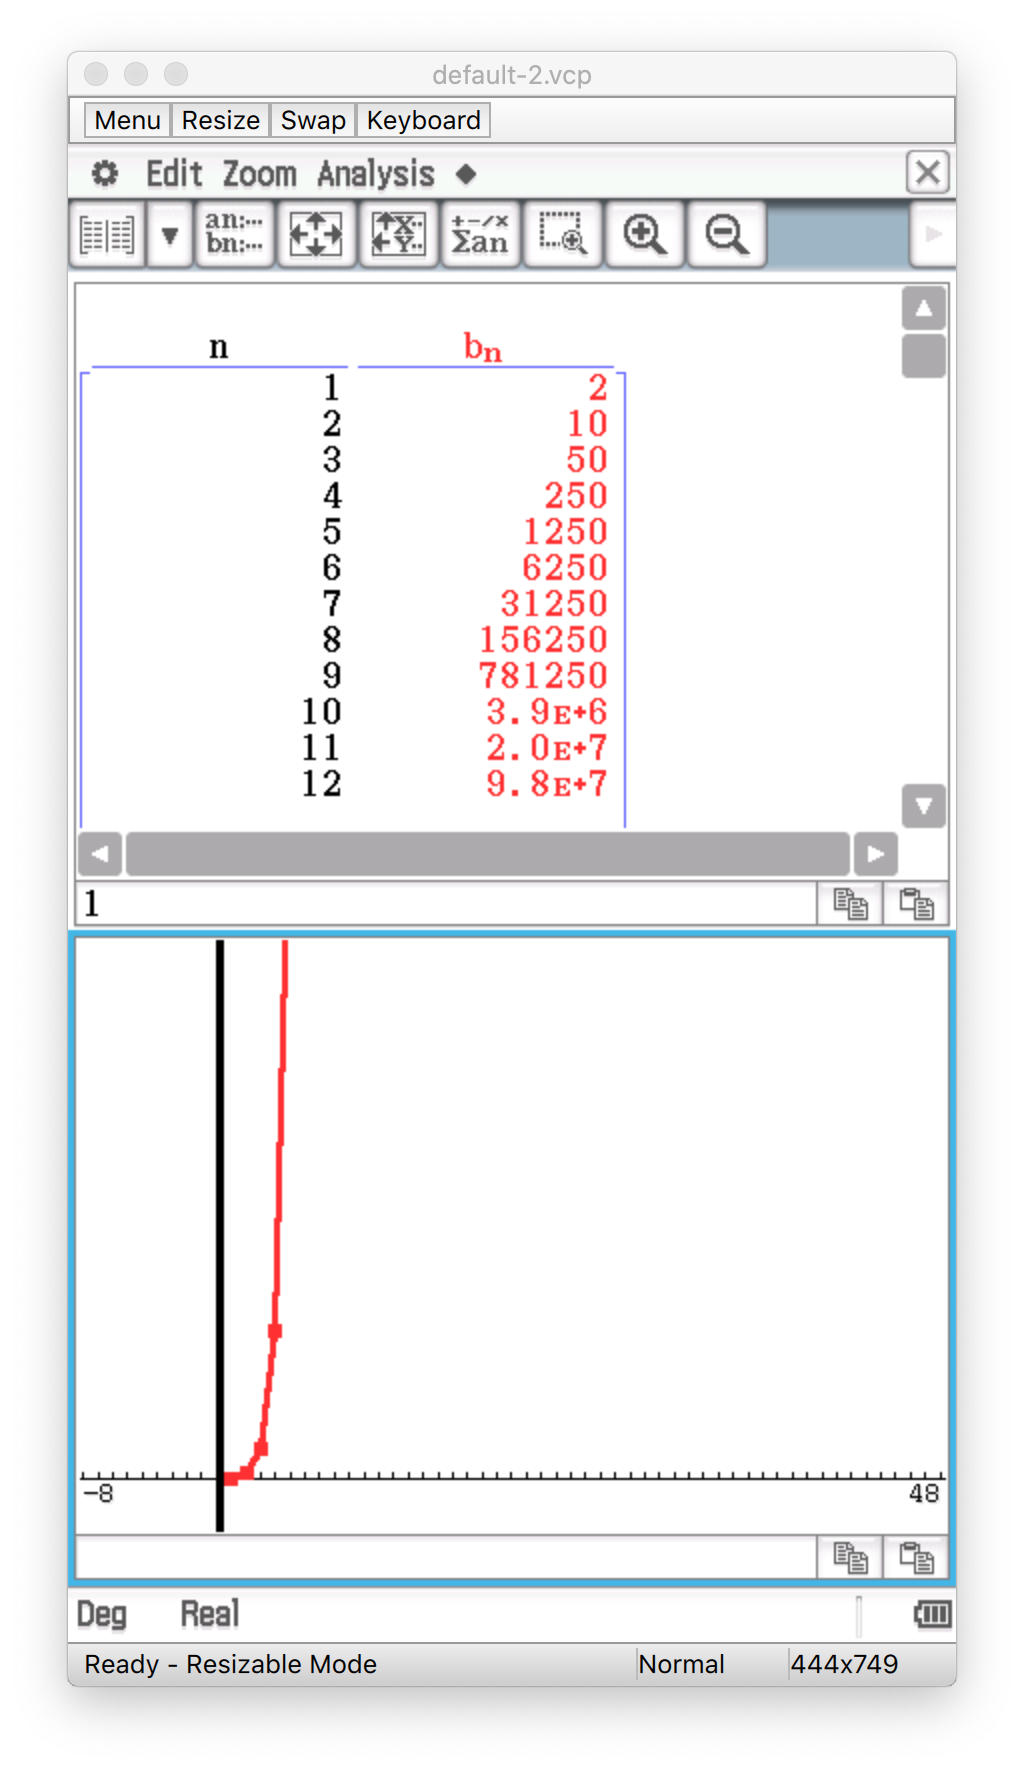 default-2.vcp
Menu Resize Swap Keyboard
Edit Zoom Analysis
an:··· bn:··· X·· Y·· +−/× Σan
n bn
1 2
2 10
3 50
4 250
5 1250
6 6250
7 31250
8 156250
9 781250
10 3.9E+6
11 2.0E+7
12 9.8E+7
1
-8 48
Deg Real
Ready - Resizable Mode Normal 444x749